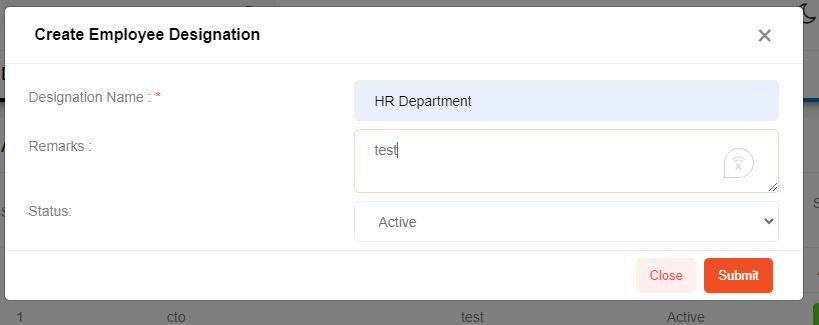 Create Employee Designation
Designation Name : *
HR Department
Remarks :
test
Status:
Active
Close
Submit
1 cto test Active